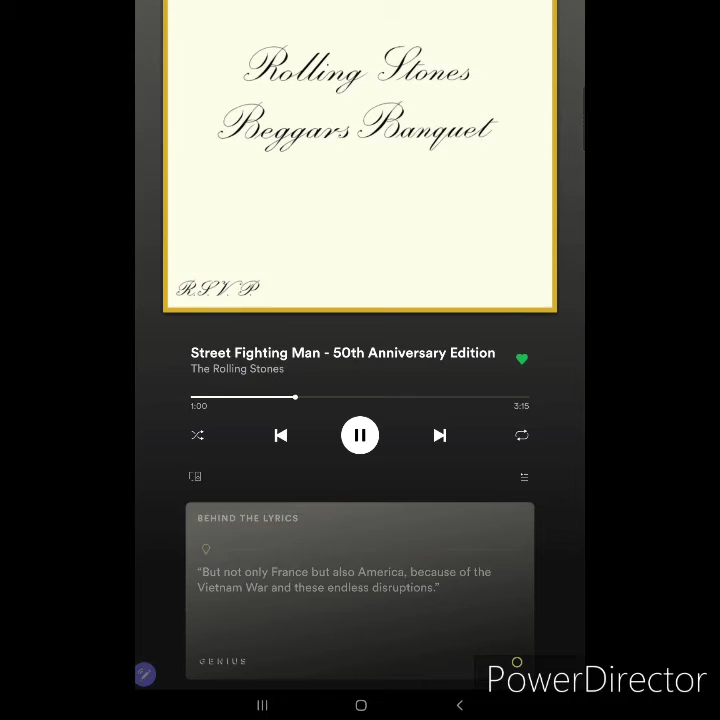 Rolling Stones
Beggars Banquet
R.S.V.P.
Street Fighting Man - 50th Anniversary Edition
The Rolling Stones
1:00
3:15
BEHIND THE LYRICS
“But not only France but also America, because of the
Vietnam War and these endless disruptions.”
GENIUS
PowerDirector